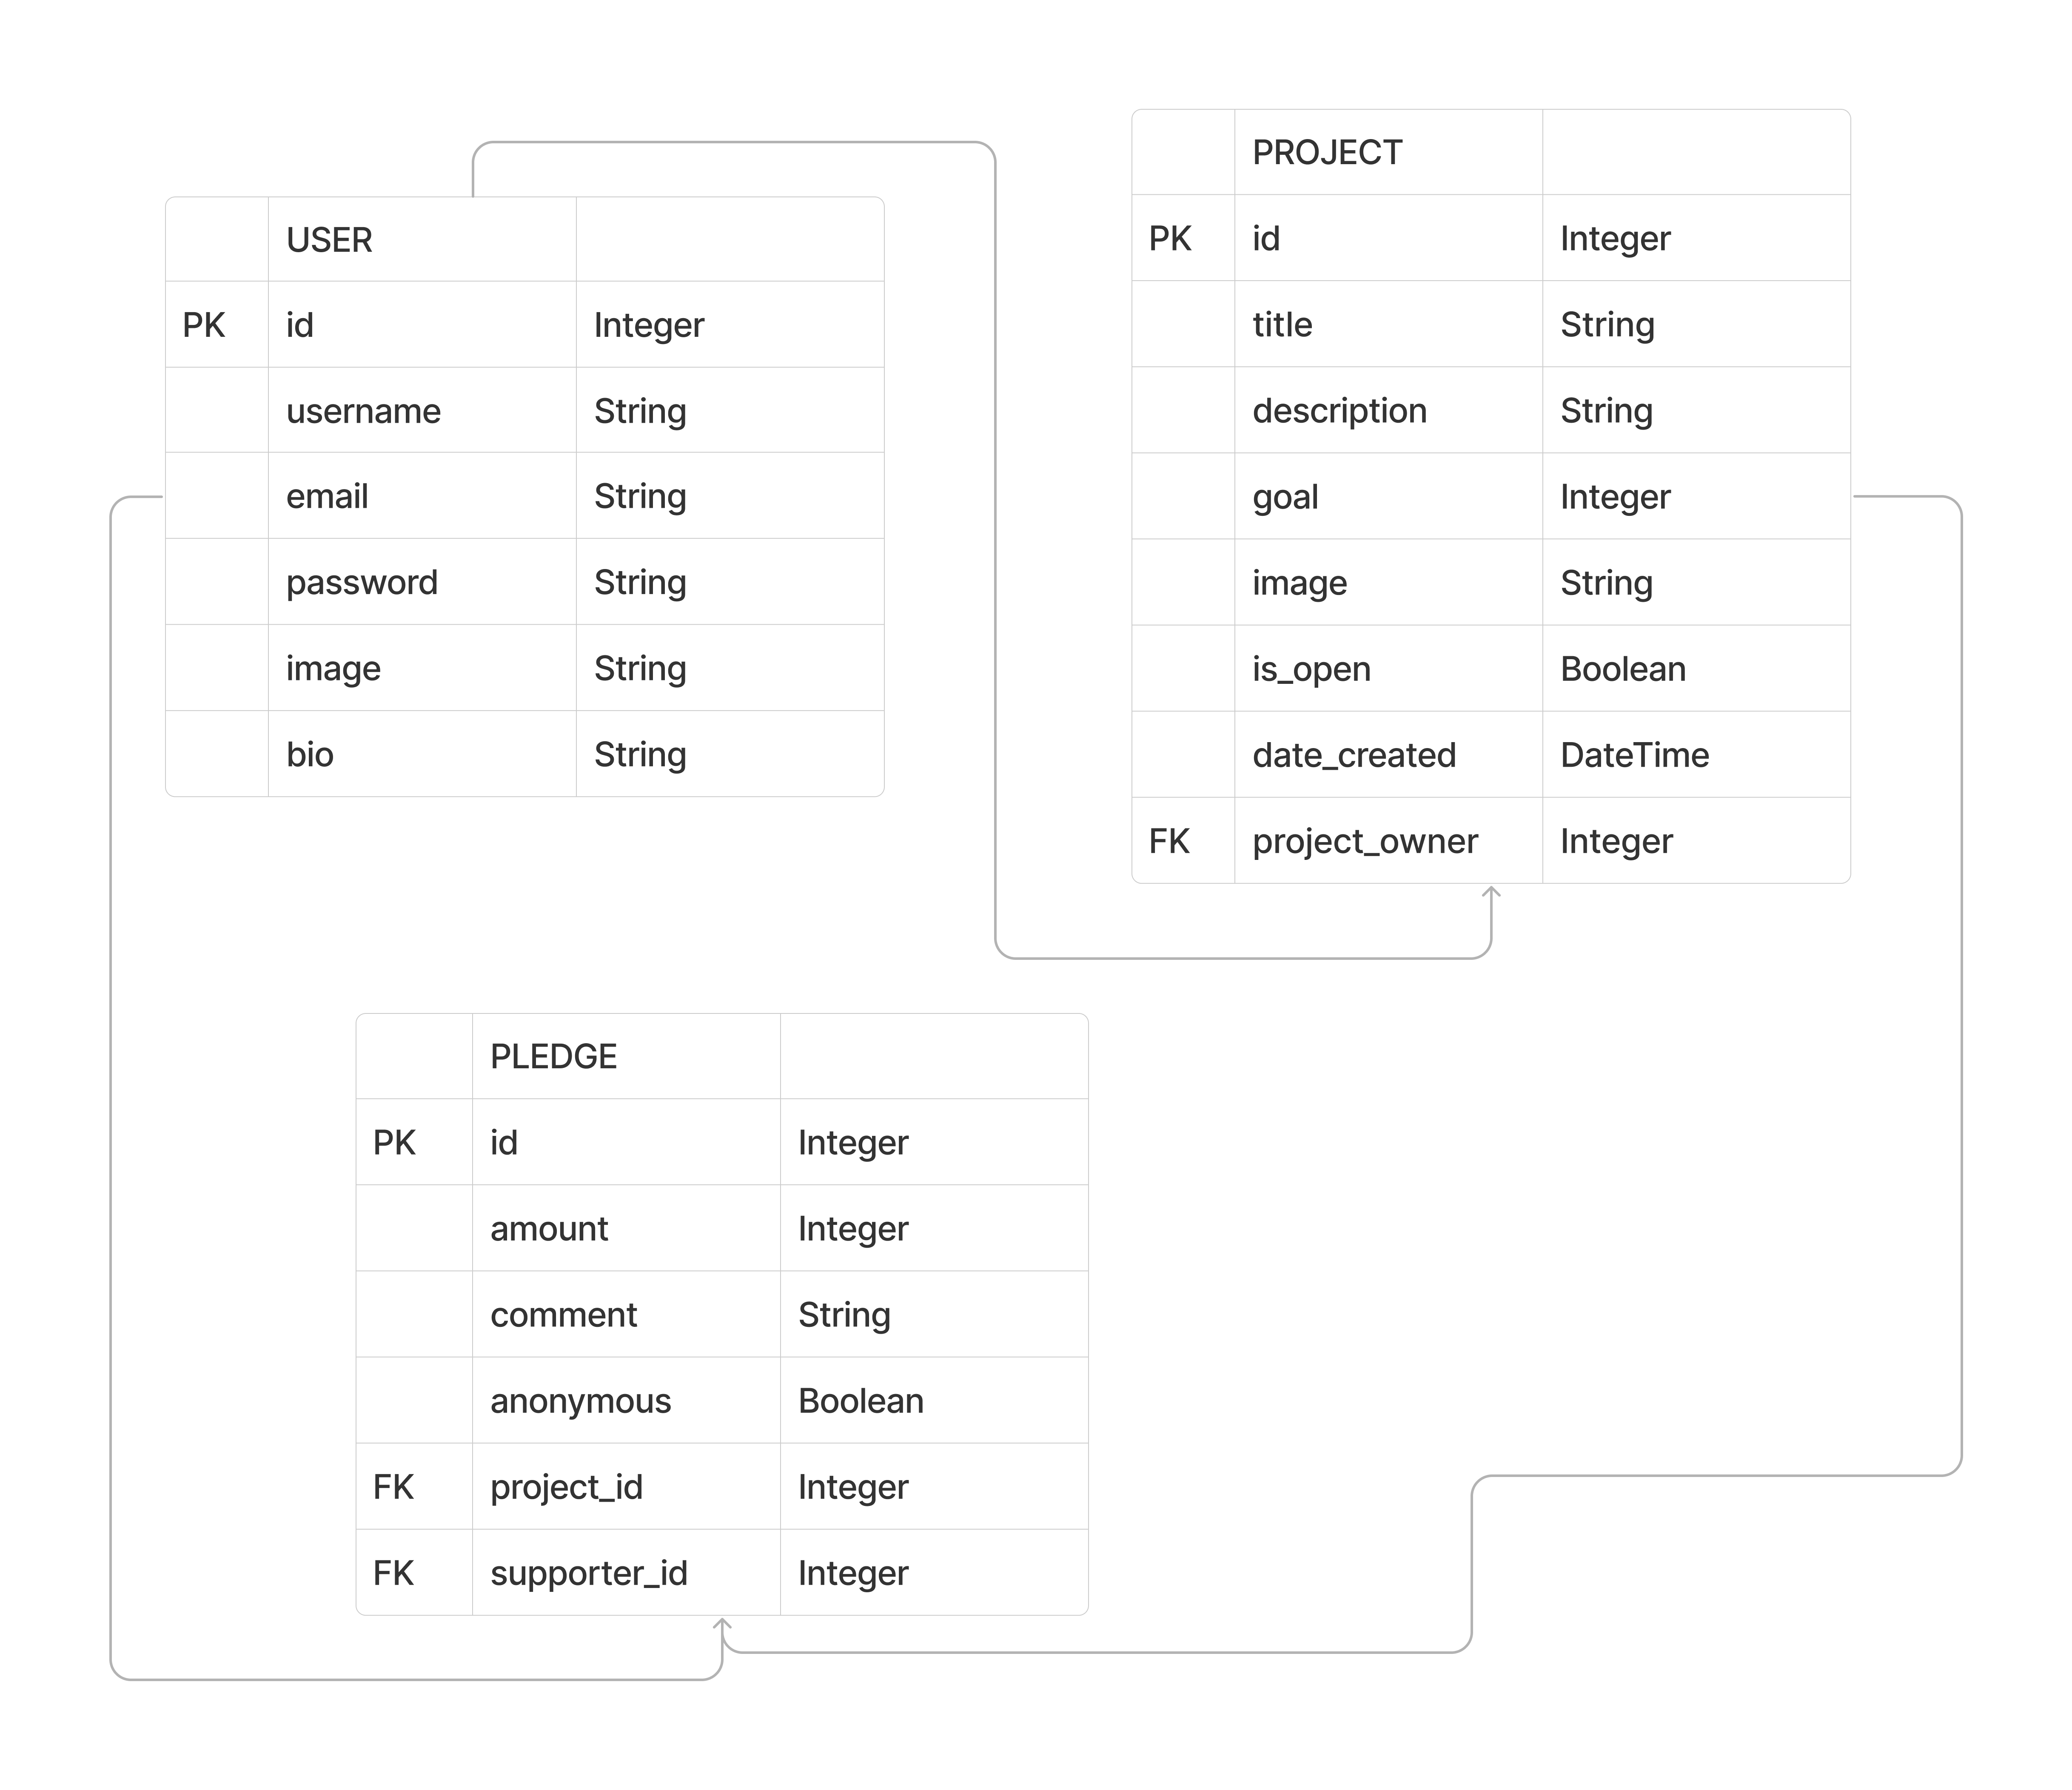 USER
PK id Integer
username String
email String
password String
image String
bio String
PROJECT
PK id Integer
title String
description String
goal Integer
image String
is_open Boolean
date_created DateTime
FK project_owner Integer
PLEDGE
PK id Integer
amount Integer
comment String
anonymous Boolean
FK project_id Integer
FK supporter_id Integer